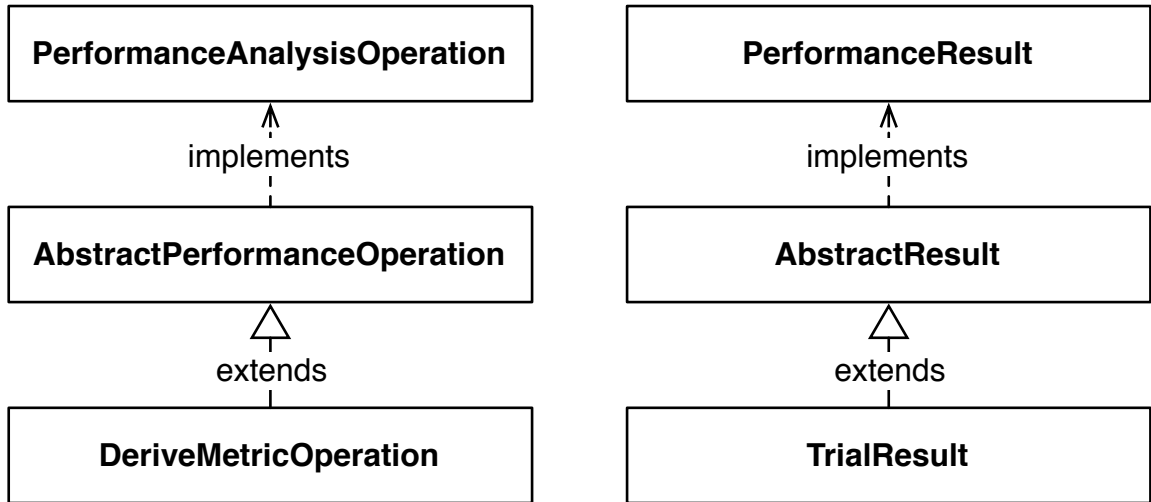 PerformanceAnalysisOperation
implements
AbstractPerformanceOperation
extends
DeriveMetricOperation
PerformanceResult
implements
AbstractResult
extends
TrialResult